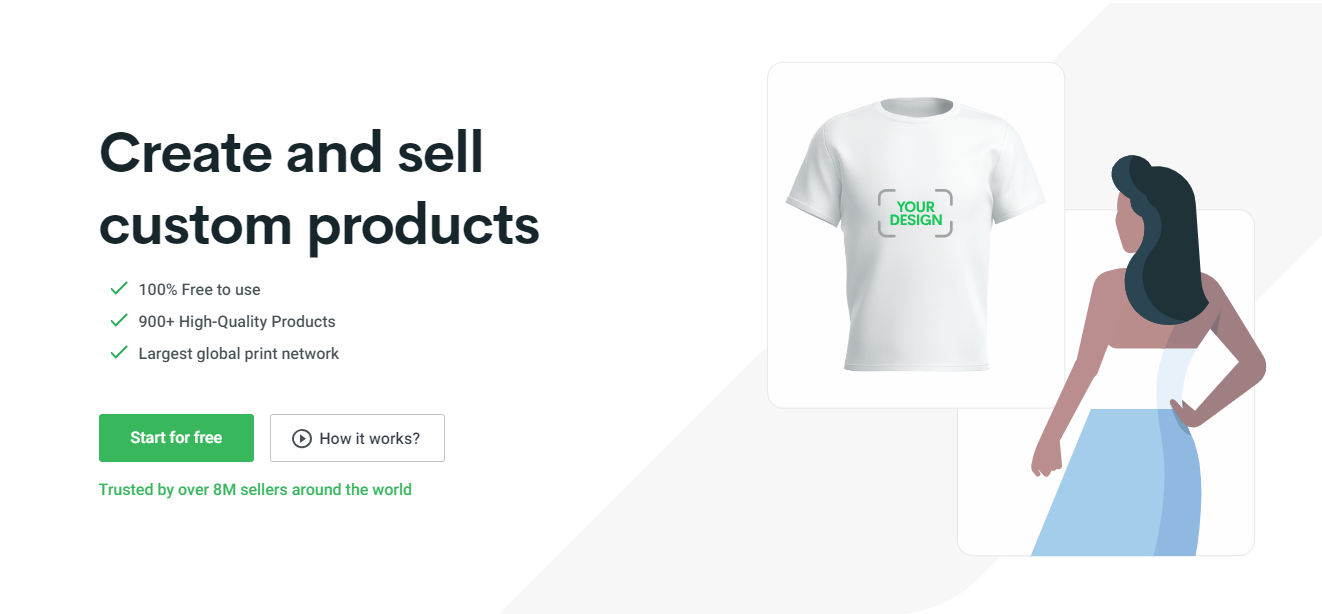 Create and sell
custom products
100% Free to use
900+ High-Quality Products
Largest global print network
Start for free
How it works?
Trusted by over 8M sellers around the world
YOUR
DESIGN